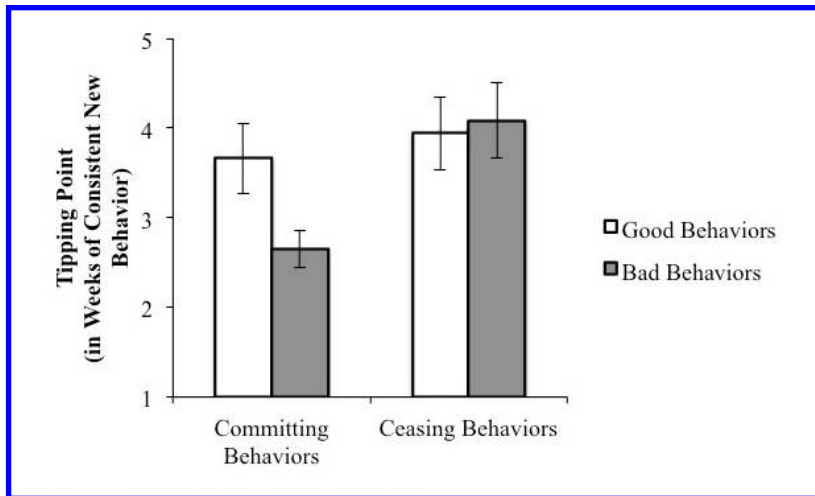 5
4
3
2
1
Tipping Point
(in Weeks of Consistent New
Behavior)
Committing
Behaviors
Ceasing Behaviors
Good Behaviors
Bad Behaviors